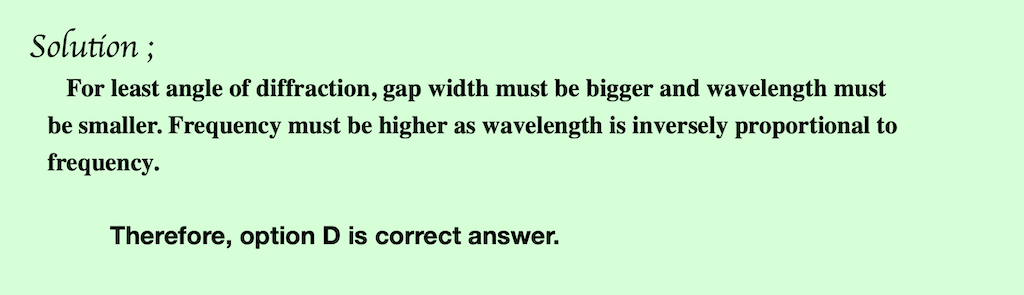 Solution ;
For least angle of diffraction, gap width must be bigger and wavelength must
be smaller. Frequency must be higher as wavelength is inversely proportional to
frequency.
Therefore, option D is correct answer.